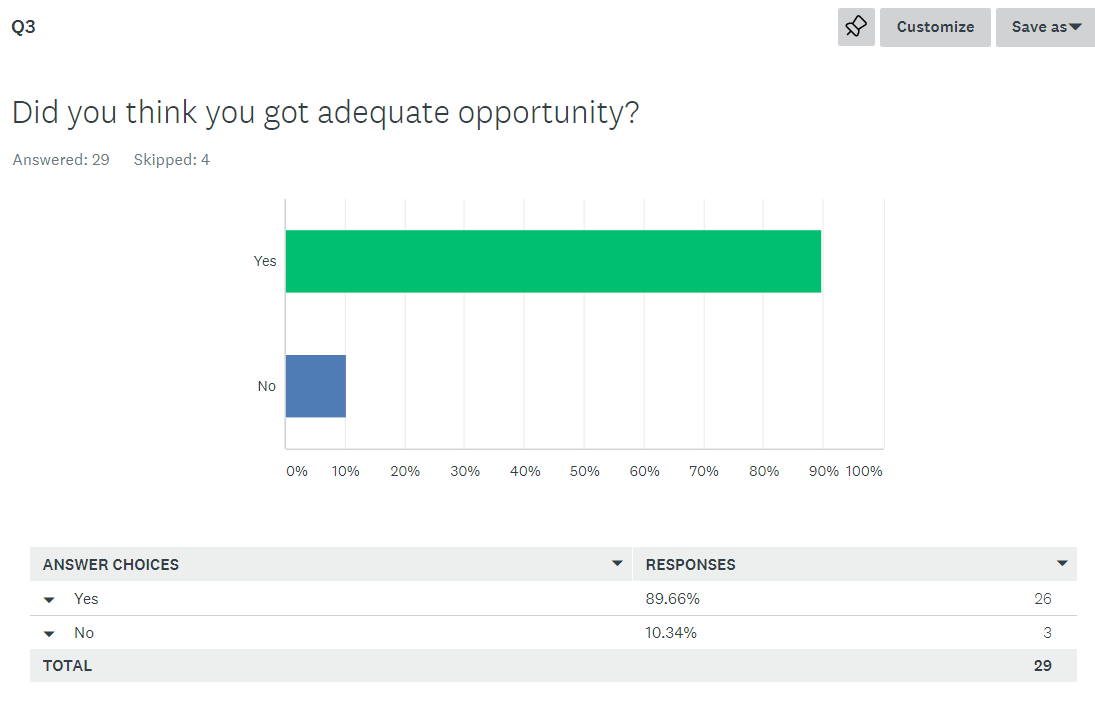 Q3
Customize
Save as
Did you think you got adequate opportunity?
Answered: 29 Skipped: 4
Yes
No
0% 10% 20% 30% 40% 50% 60% 70% 80% 90% 100%
ANSWER CHOICES RESPONSES
Yes 89.66% 26
No 10.34% 3
TOTAL 29